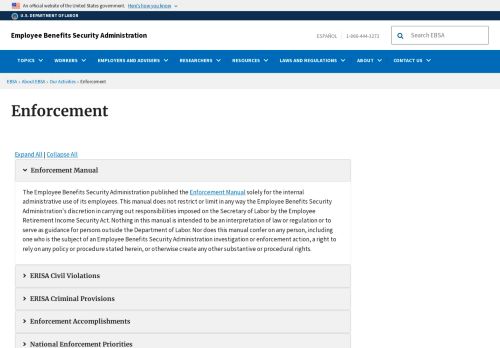 An official website of the United States government. Here's how you know
U.S. DEPARTMENT OF LABOR
Employee Benefits Security Administration
ESPAÑOL | 1-866-444-3272
Search EBSA
TOPICS WORKERS EMPLOYERS AND ADVISERS RESEARCHERS RESOURCES LAWS AND REGULATIONS ABOUT CONTACT US
EBSA » About EBSA » Our Activities » Enforcement
Enforcement
Expand All | Collapse All
Enforcement Manual
The Employee Benefits Security Administration published the Enforcement Manual solely for the internal
administrative use of its employees. This manual does not restrict or limit in any way the Employee Benefits Security
Administration's discretion in carrying out responsibilities imposed on the Secretary of Labor by the Employee
Retirement Income Security Act. Nothing in this manual is intended to be an interpretation of law or regulation or to
serve as guidance for persons outside the Department of Labor. Nor does this manual confer on any person, including
one who is the subject of an Employee Benefits Security Administration investigation or enforcement action, a right to
rely on any policy or procedure stated herein, or otherwise create any other substantive or procedural rights.
ERISA Civil Violations
ERISA Criminal Provisions
Enforcement Accomplishments
National Enforcement Priorities